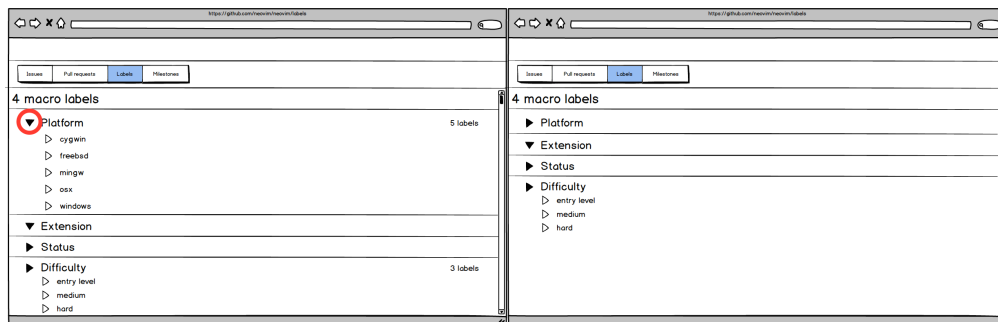 https://github.com/neovim/neovim/labels
Issues Pull requests Labels Milestones
4 macro labels
Platform 5 labels
cygwin
freebsd
mingw
osx
windows
Extension
Status
Difficulty 3 labels
entry level
medium
hard
https://github.com/neovim/neovim/labels
Issues Pull requests Labels Milestones
4 macro labels
Platform
Extension
Status
Difficulty
entry level
medium
hard